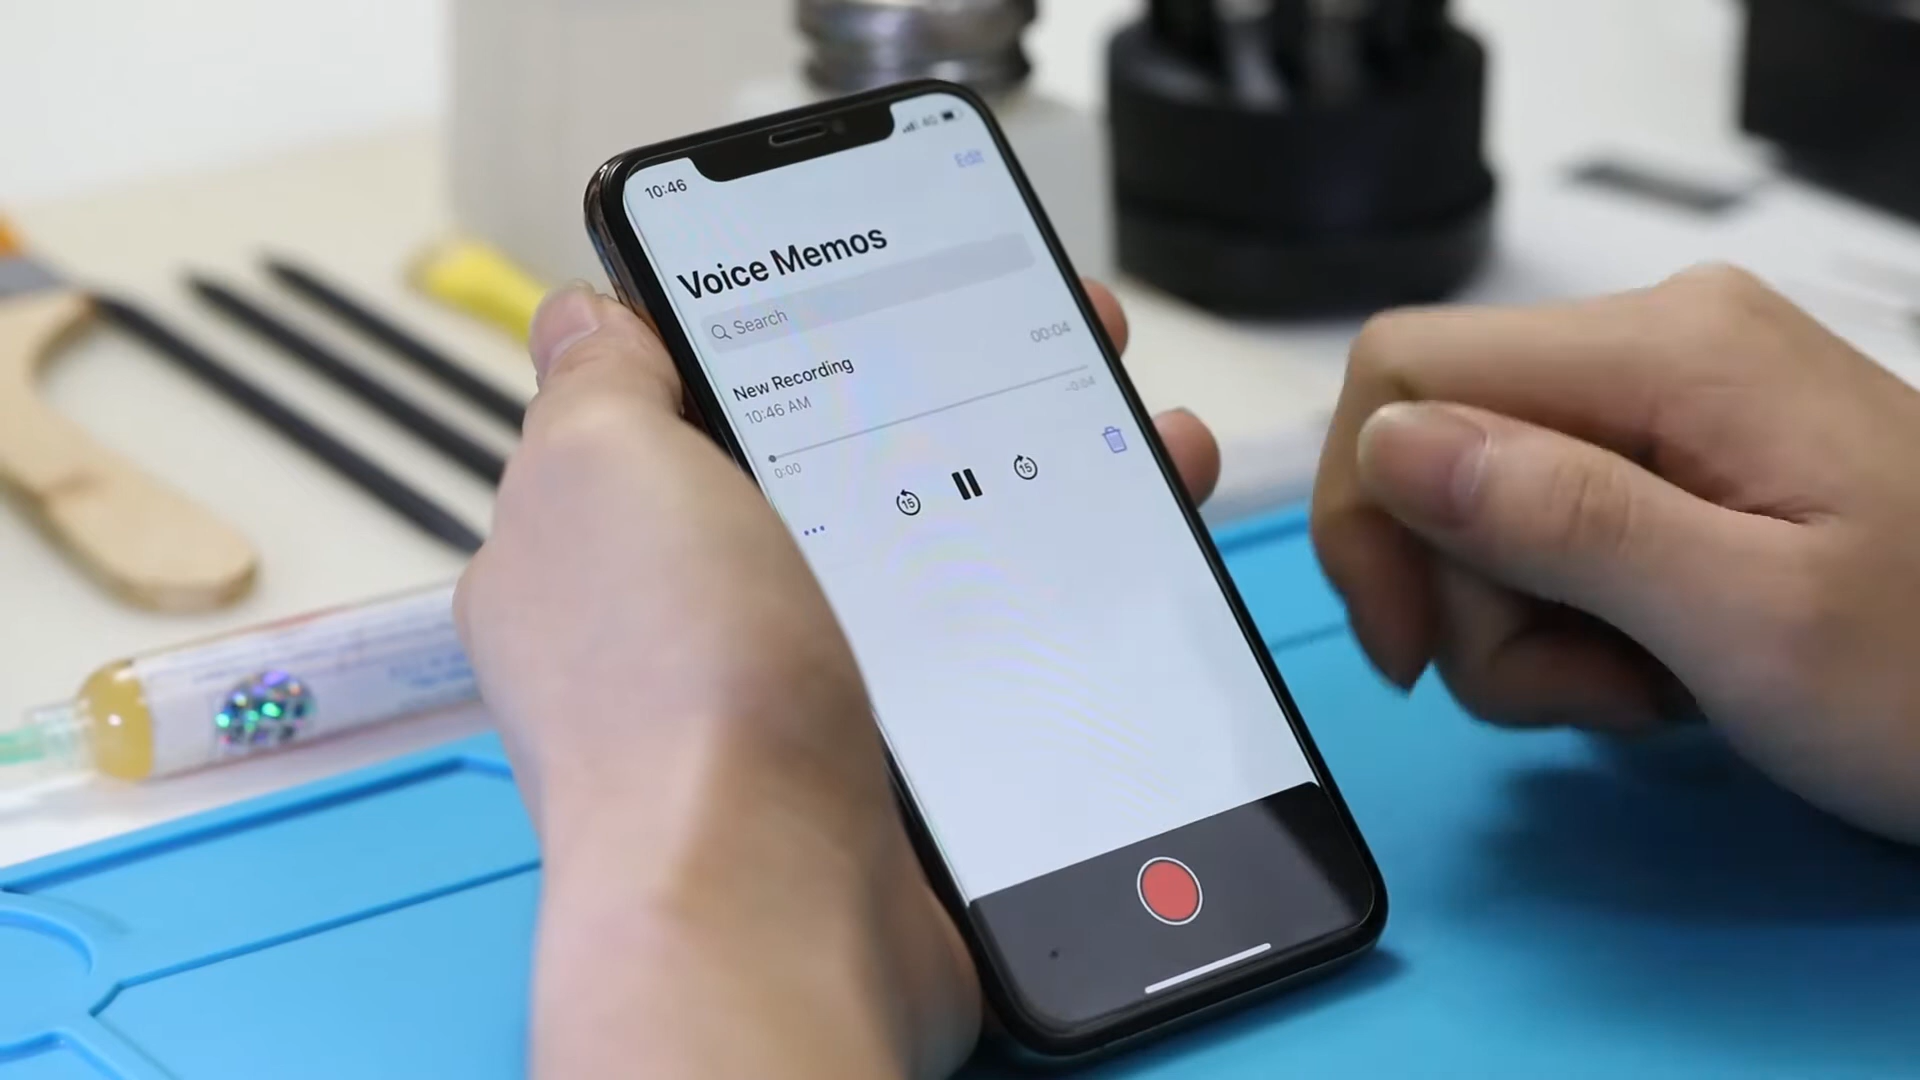 10:46
4G
Edit
Voice Memos
Search
New Recording
00:04
10:46 AM
0:00
-0:04
15
15